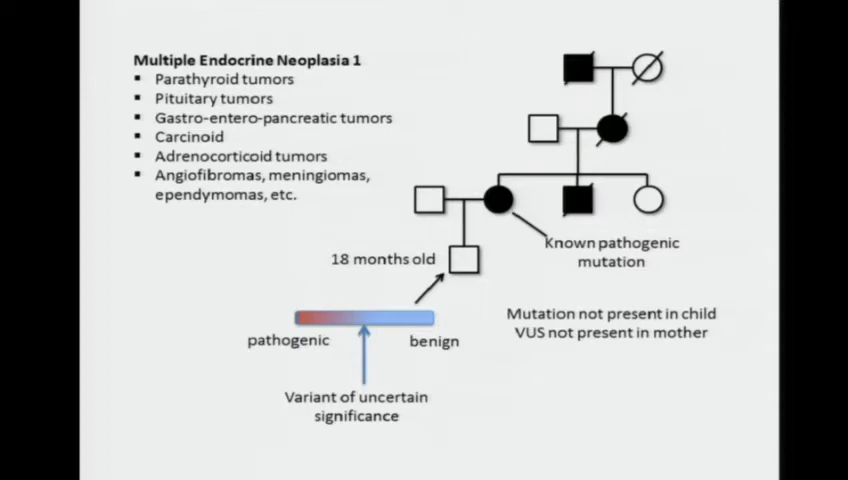 Multiple Endocrine Neoplasia 1
▪ Parathyroid tumors
▪ Pituitary tumors
▪ Gastro-entero-pancreatic tumors
▪ Carcinoid
▪ Adrenocorticoid tumors
▪ Angiofibromas, meningiomas,
ependymomas, etc.
Known pathogenic
mutation
18 months old
Mutation not present in child
VUS not present in mother
pathogenic
benign
Variant of uncertain
significance